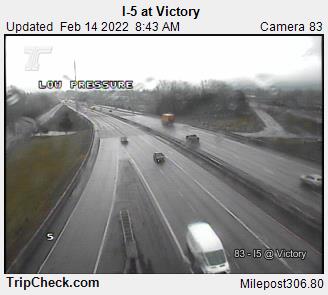 I-5 at Victory
Updated Feb 14 2022 8:43 AM Camera 83
LOW PRESSURE
S
83 - I5 @ Victory
TripCheck.com Milepost306.80